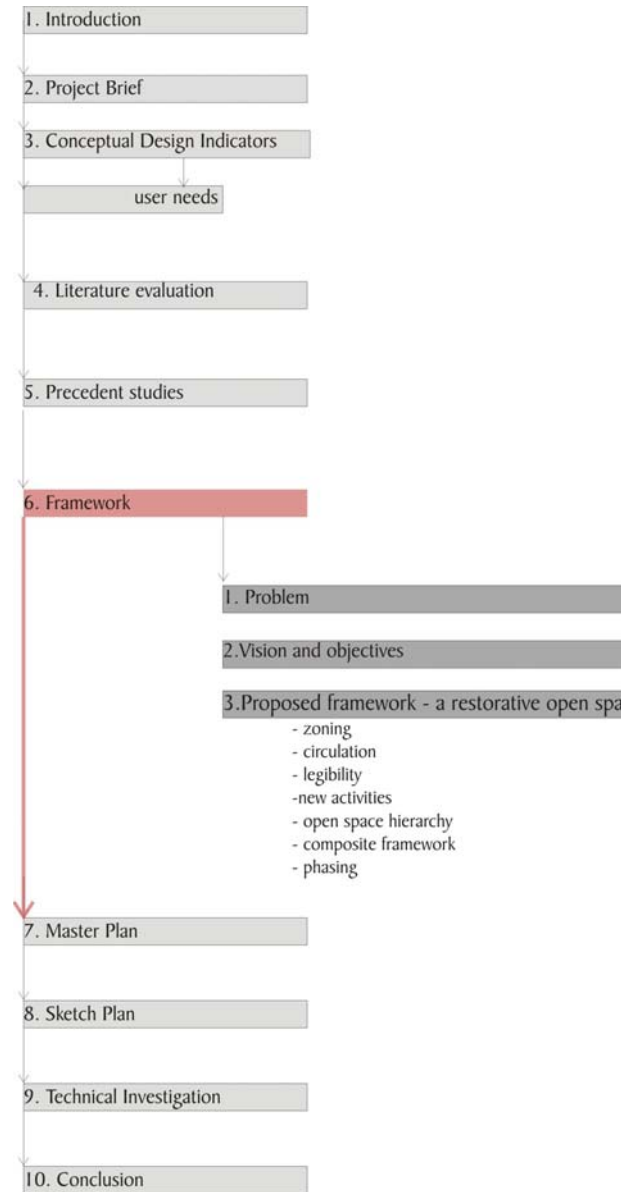 1. Introduction
2. Project Brief
3. Conceptual Design Indicators
user needs
4. Literature evaluation
5. Precedent studies
6. Framework
1. Problem
2.Vision and objectives
3.Proposed framework - a restorative open spa
- zoning
- circulation
- legibility
-new activities
- open space hierarchy
- composite framework
- phasing
7. Master Plan
8. Sketch Plan
9. Technical Investigation
10. Conclusion